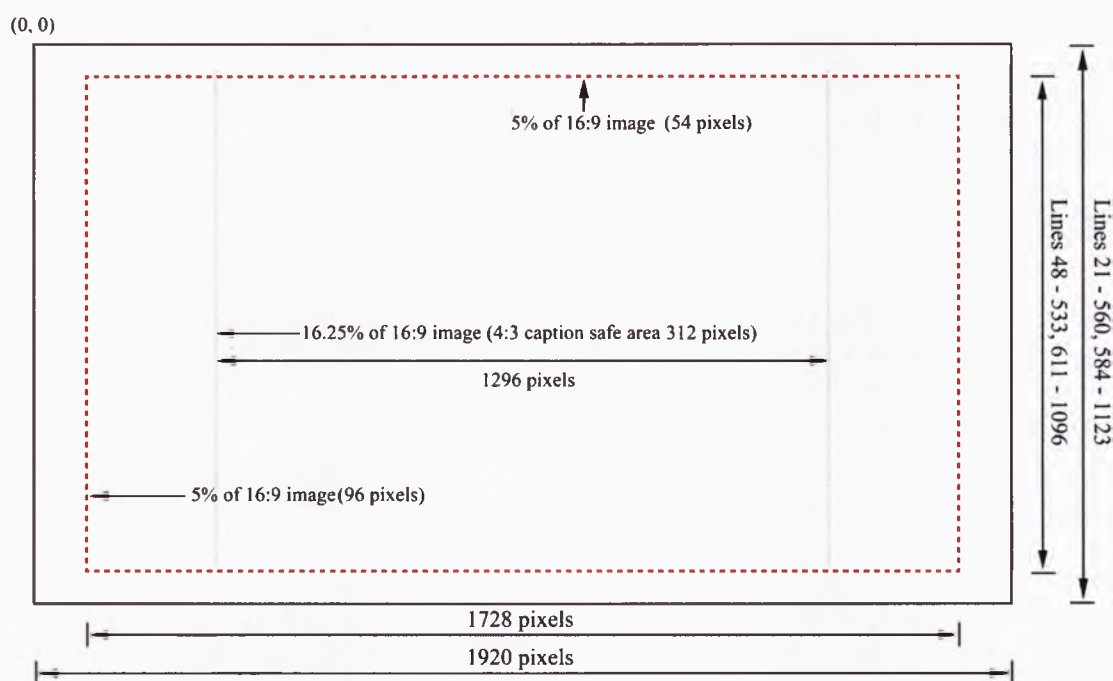 (0, 0)
5% of 16:9 image (54 pixels)
16.25% of 16:9 image (4:3 caption safe area 312 pixels)
1296 pixels
5% of 16:9 image(96 pixels)
1728 pixels
1920 pixels
Lines 48 - 533, 611 - 1096
Lines 21 - 560, 584 - 1123